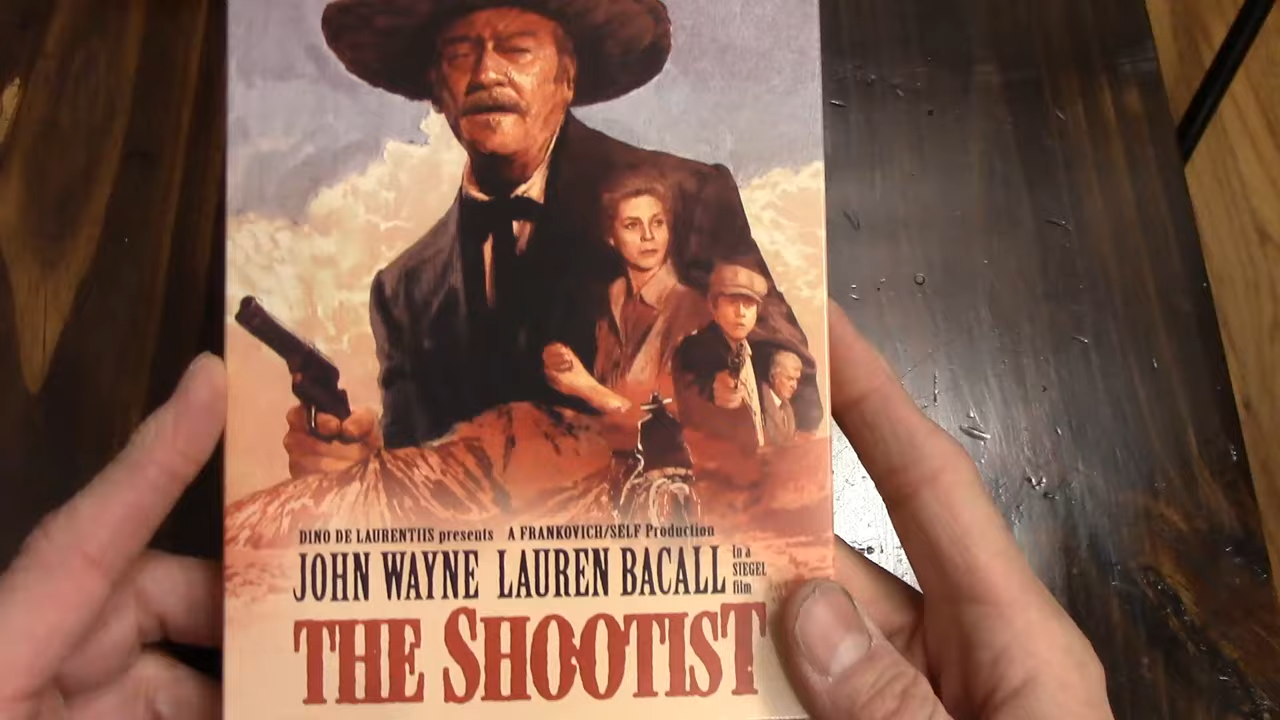 DINO DE LAURENTIIS presents A FRANKOVICH/SELF Production
JOHN WAYNE LAUREN BACALL In a SIEGEL film
THE SHOOTIST